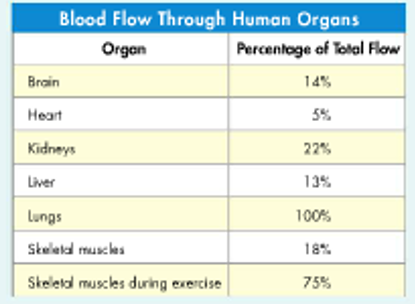 Blood Flow Through Human Organs
Organ Percentage of Total Flow
Brain 14%
Heart 5%
Kidneys 22%
Liver 13%
Lungs 100%
Skeletal muscles 18%
Skeletal muscles during exercise 75%